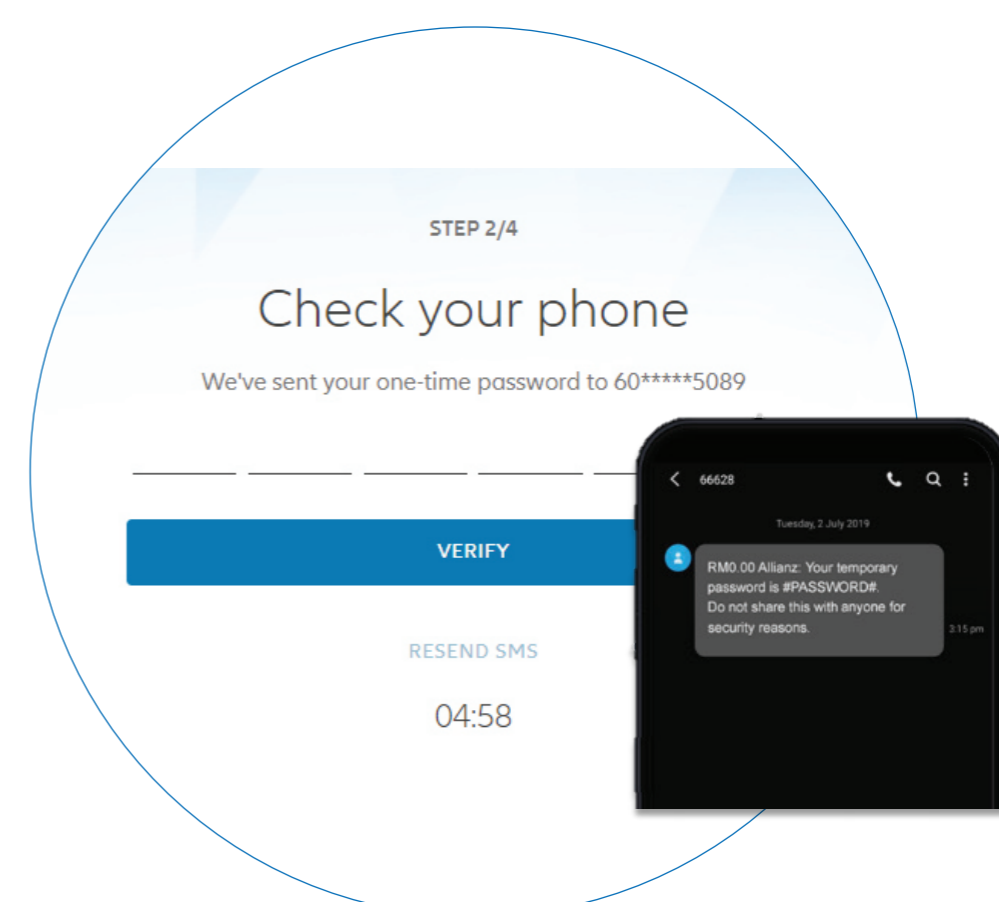 STEP 2/4
Check your phone
We've sent your one-time password to 60*****5089
VERIFY
RESEND SMS
04:58
66628
Tuesday, 2 July 2019
RM0.00 Allianz: Your temporary
password is #PASSWORD#.
Do not share this with anyone for
security reasons.
3:15 pm